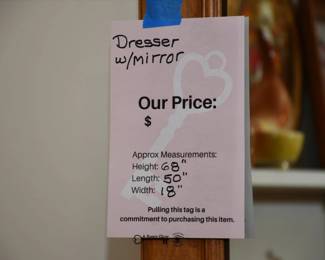 Dresser
w/mirror
Our Price:
$
Approx Measurements:
Height: 68"
Length: 50"
Width: 18"
Pulling this tag is a
commitment to purchasing this item.